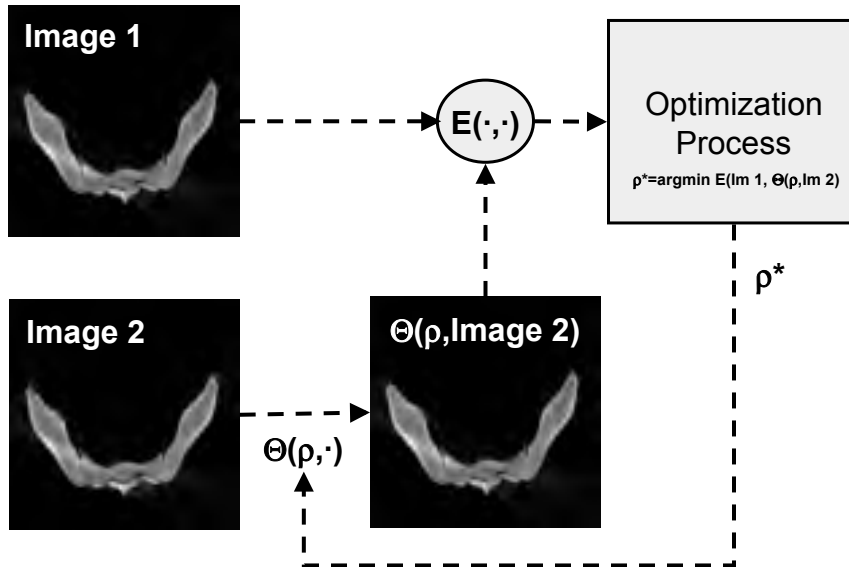 Image 1
E(·,·)
Optimization
Process
ρ*=argmin E(Im 1, Θ(ρ,Im 2)
ρ*
Image 2
Θ(ρ,Image 2)
Θ(ρ,·)